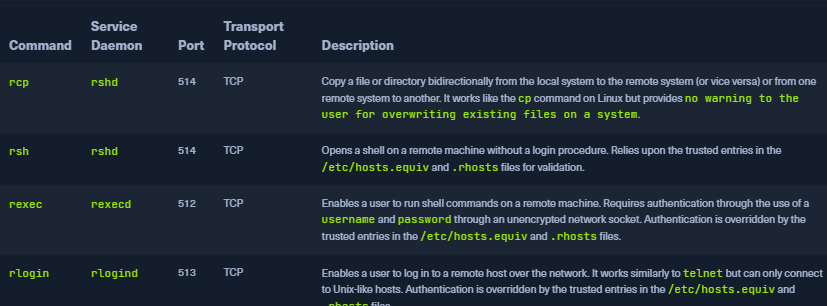 Service Transport
Command Daemon Port Protocol Description
rcp rshd 514 TCP Copy a file or directory bidirectionally from the local system to the remote system (or vice versa) or from one
remote system to another. It works like the cp command on Linux but provides no warning to the
user for overwriting existing files on a system.
rsh rshd 514 TCP Opens a shell on a remote machine without a login procedure. Relies upon the trusted entries in the
/etc/hosts.equiv and .rhosts files for validation.
rexec rexecd 512 TCP Enables a user to run shell commands on a remote machine. Requires authentication through the use of a
username and password through an unencrypted network socket. Authentication is overridden by the
trusted entries in the /etc/hosts.equiv and .rhosts files.
rlogin rlogind 513 TCP Enables a user to log in to a remote host over the network. It works similarly to telnet but can only connect
to Unix-like hosts. Authentication is overridden by the trusted entries in the /etc/hosts.equiv and
.rhosts files.